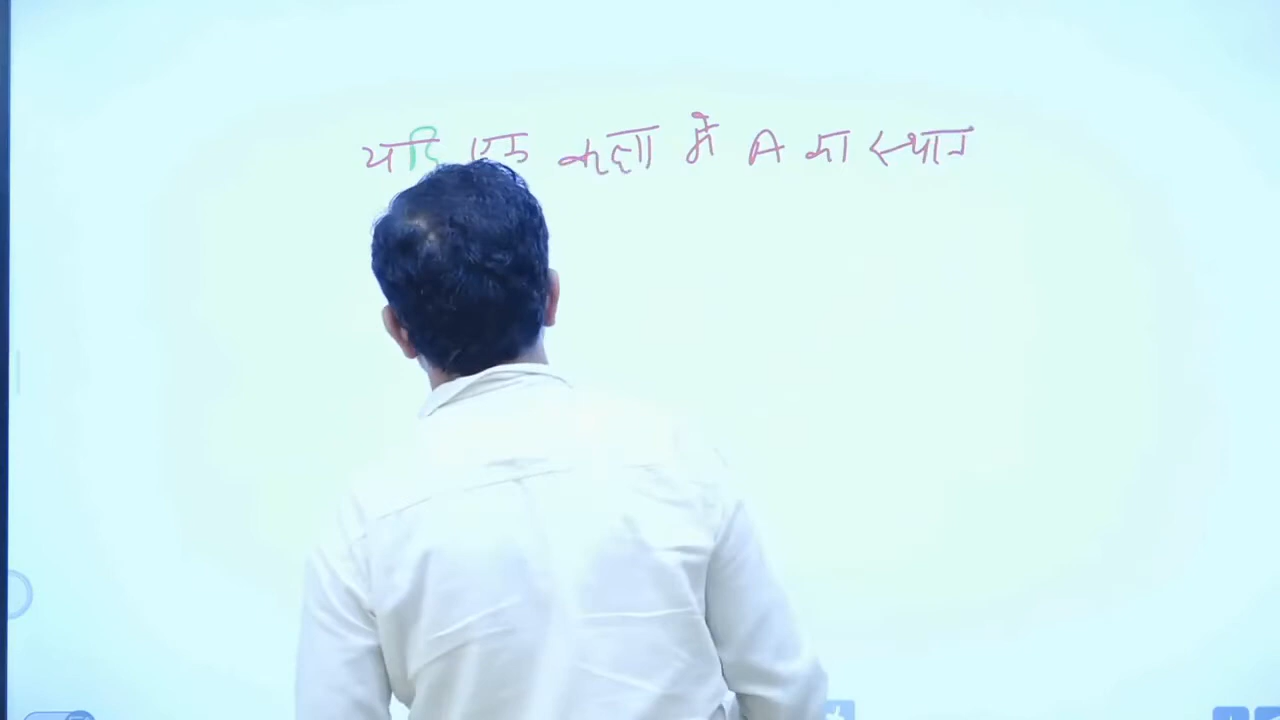 यदि एक कक्षा में A का स्थान